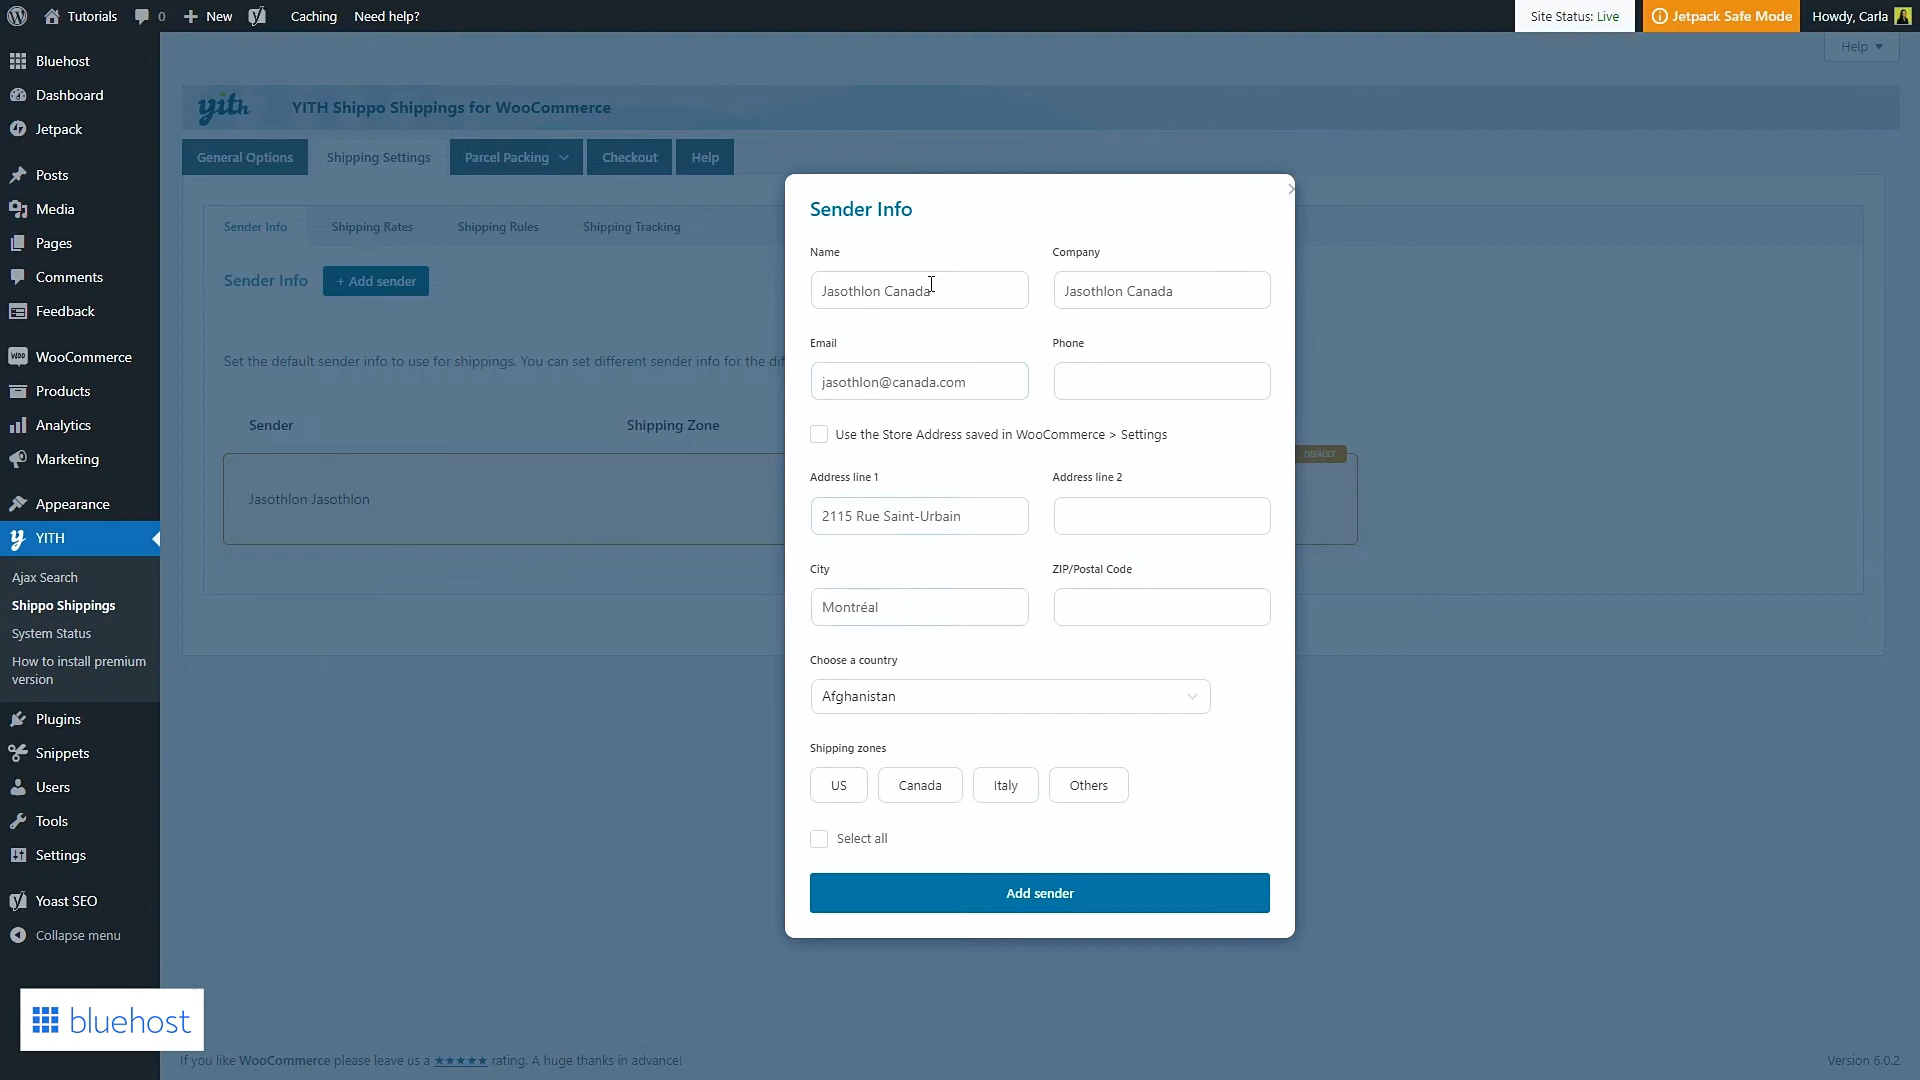 Tutorials 0 New Caching Need help? Site Status: Live Jetpack Safe Mode Howdy, Carla
Help
Bluehost
Dashboard
Jetpack
Posts
Media
Pages
Comments
Feedback
WooCommerce
Products
Analytics
Marketing
Appearance
YITH
Ajax Search
Shippo Shippings
System Status
How to install premium
version
Plugins
Snippets
Users
Tools
Settings
Yoast SEO
Collapse menu
bluehost
yith YITH Shippo Shippings for WooCommerce
General Options Shipping Settings Parcel Packing Checkout Help
Sender Info Shipping Rates Shipping Rules Shipping Tracking
Sender Info + Add sender
Set the default sender info to use for shippings. You can set different sender info for the dif
Sender Shipping Zone
DEFAULT
Jasothlon Jasothlon
Sender Info
Name Company
Jasothlon Canada Jasothlon Canada
Email Phone
jasothlon@canada.com
Use the Store Address saved in WooCommerce > Settings
Address line 1 Address line 2
2115 Rue Saint-Urbain
City ZIP/Postal Code
Montréal
Choose a country
Afghanistan
Shipping zones
US Canada Italy Others
Select all
Add sender
If you like WooCommerce please leave us a ★★★★★ rating. A huge thanks in advance! Version 6.0.2